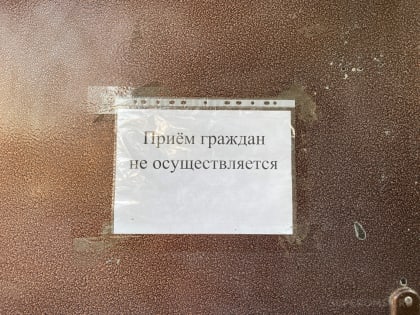 Приём граждан
не осуществляется